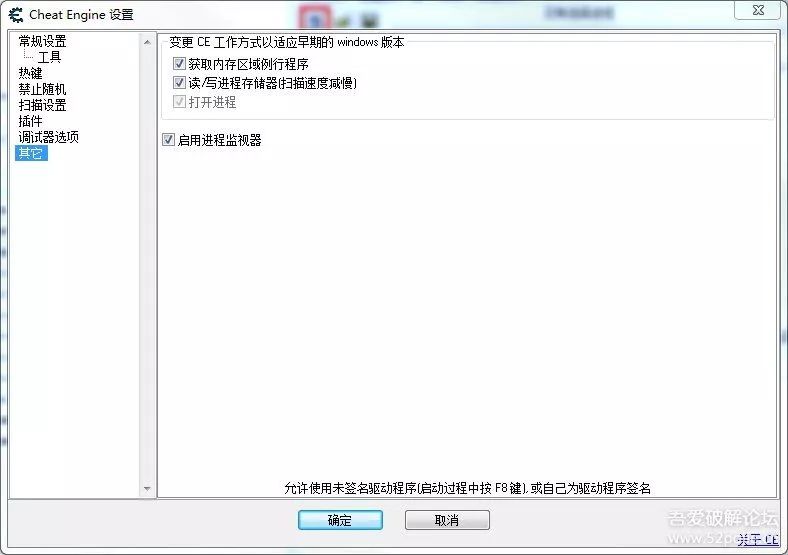 Cheat Engine 设置
常规设置
工具
热键
禁止随机
扫描设置
插件
调试器选项
其它
变更 CE 工作方式以适应早期的 windows 版本
获取内存区域例行程序
读/写进程存储器(扫描速度减慢)
打开进程
启用进程监视器
允许使用未签名驱动程序(启动过程中按 F8 键), 或自己为驱动程序签名
确定
取消
吾爱破解论坛
关于 CE